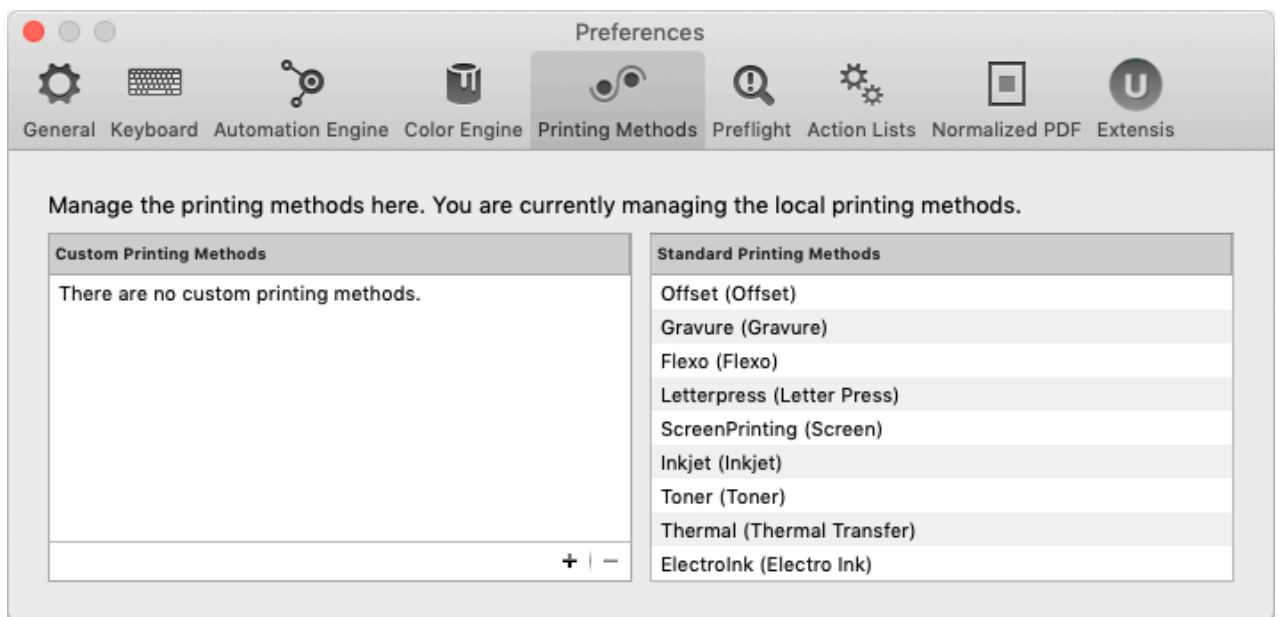 Preferences
General Keyboard Automation Engine Color Engine Printing Methods Preflight Action Lists Normalized PDF Extensis
Manage the printing methods here. You are currently managing the local printing methods.
Custom Printing Methods
There are no custom printing methods.
+ −
Standard Printing Methods
Offset (Offset)
Gravure (Gravure)
Flexo (Flexo)
Letterpress (Letter Press)
ScreenPrinting (Screen)
Inkjet (Inkjet)
Toner (Toner)
Thermal (Thermal Transfer)
ElectroInk (Electro Ink)